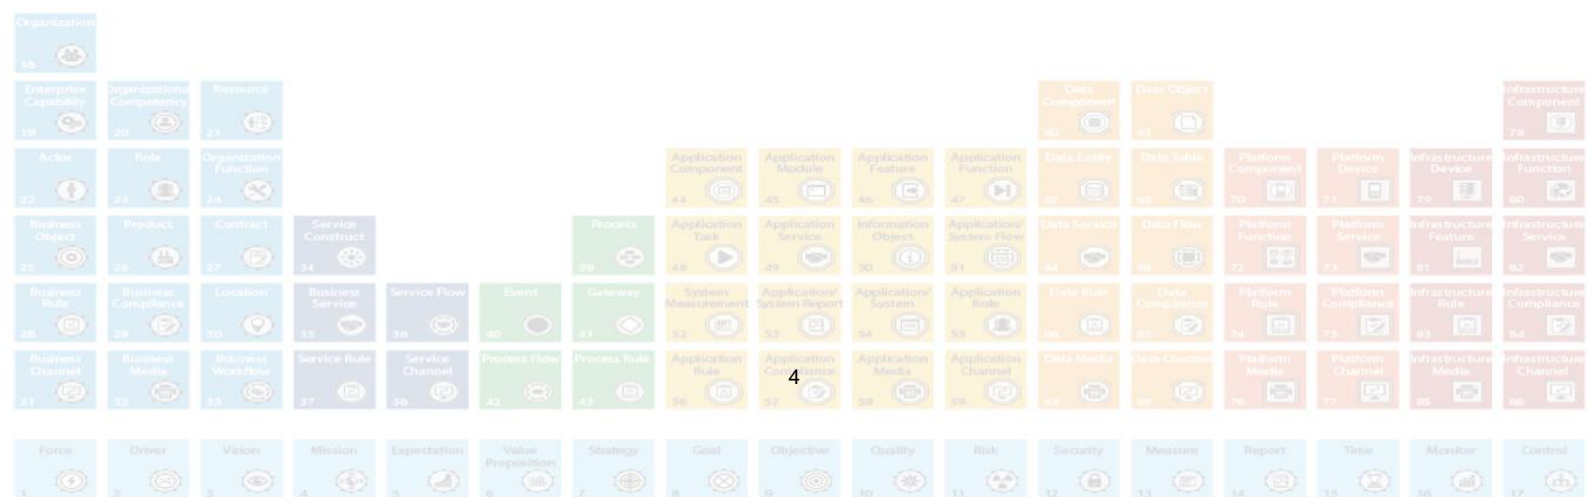 Organization
18
Enterprise Capability
Organizational Competency
Resource
Data Component
Data Object
Infrastructure Component
19
20
21
60
61
78
Actor
Role
Organization Function
Application Component
Application Module
Application Feature
Application Function
Data Entity
Data Table
Platform Component
Platform Device
Infrastructure Device
Infrastructure Function
22
23
24
44
45
46
47
62
63
70
71
79
80
Business Object
Product
Contract
Service Construct
Process
Application Task
Application Service
Information Object
Application/ System Flow
Data Service
Data Flow
Platform Function
Platform Service
Infrastructure Feature
Infrastructure Service
25
26
27
34
39
48
49
50
51
64
65
72
73
81
82
Business Rule
Business Compliance
Location
Business Service
Service Flow
Event
Gateway
System Measurement
Application/ System Report
Application/ System
Application Role
Data Rule
Data Compliance
Platform Rule
Platform Compliance
Infrastructure Rule
Infrastructure Compliance
28
29
30
35
36
40
41
52
53
54
55
66
67
74
75
83
84
Business Channel
Business Media
Business Workflow
Service Rule
Service Channel
Process Flow
Process Rule
Application Rule
Application Compliance
Application Media
Application Channel
Data Media
Data Channel
Platform Media
Platform Channel
Infrastructure Media
Infrastructure Channel
4
31
32
33
37
38
42
43
56
57
58
59
68
69
76
77
85
86
Force
Driver
Vision
Mission
Expectation
Value Proposition
Strategy
Goal
Objective
Quality
Risk
Security
Measure
Report
Time
Monitor
Control
1
2
3
4
5
6
7
8
9
10
11
12
13
14
15
16
17